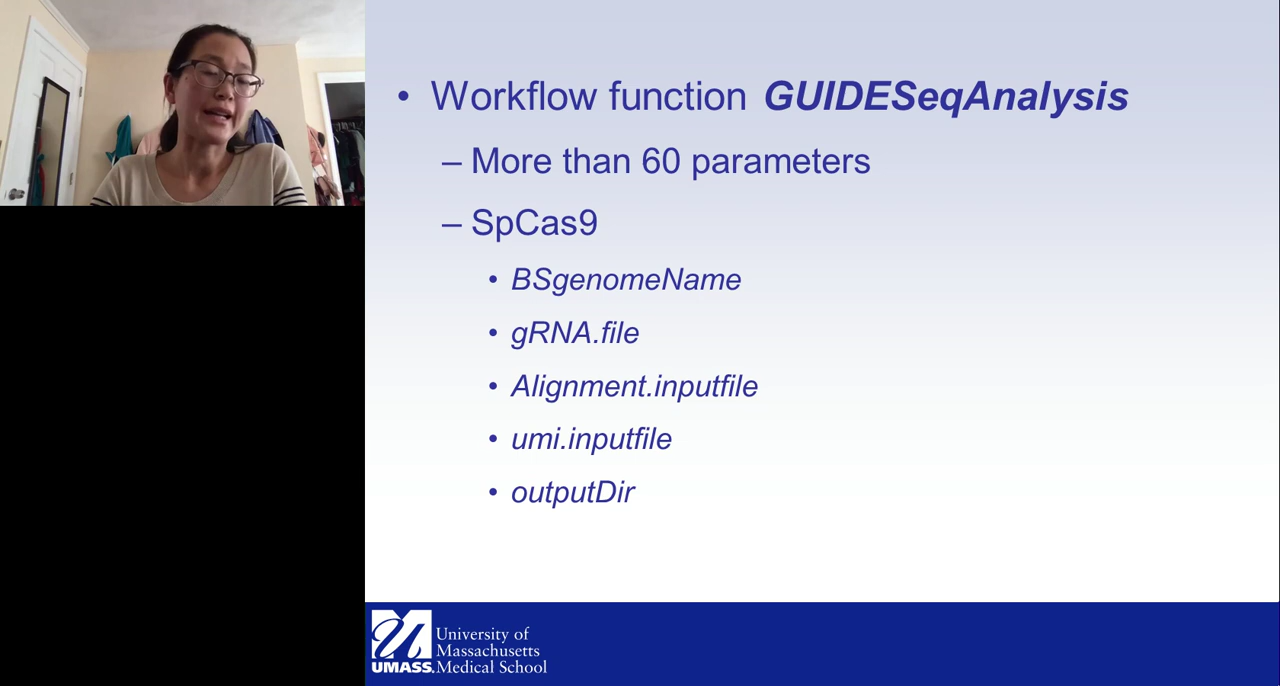 • Workflow function GUIDESeqAnalysis
– More than 60 parameters
– SpCas9
• BSgenomeName
• gRNA.file
• Alignment.inputfile
• umi.inputfile
• outputDir
UMASS.
University of
Massachusetts
Medical School